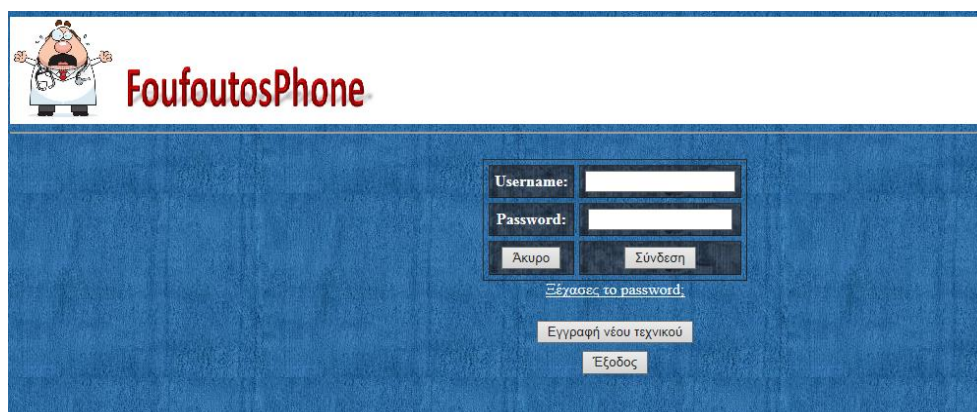 FoufoutosPhone
Username:
Password:
Άκυρο Σύνδεση
Ξέχασες το password;
Εγγραφή νέου τεχνικού
Έξοδος